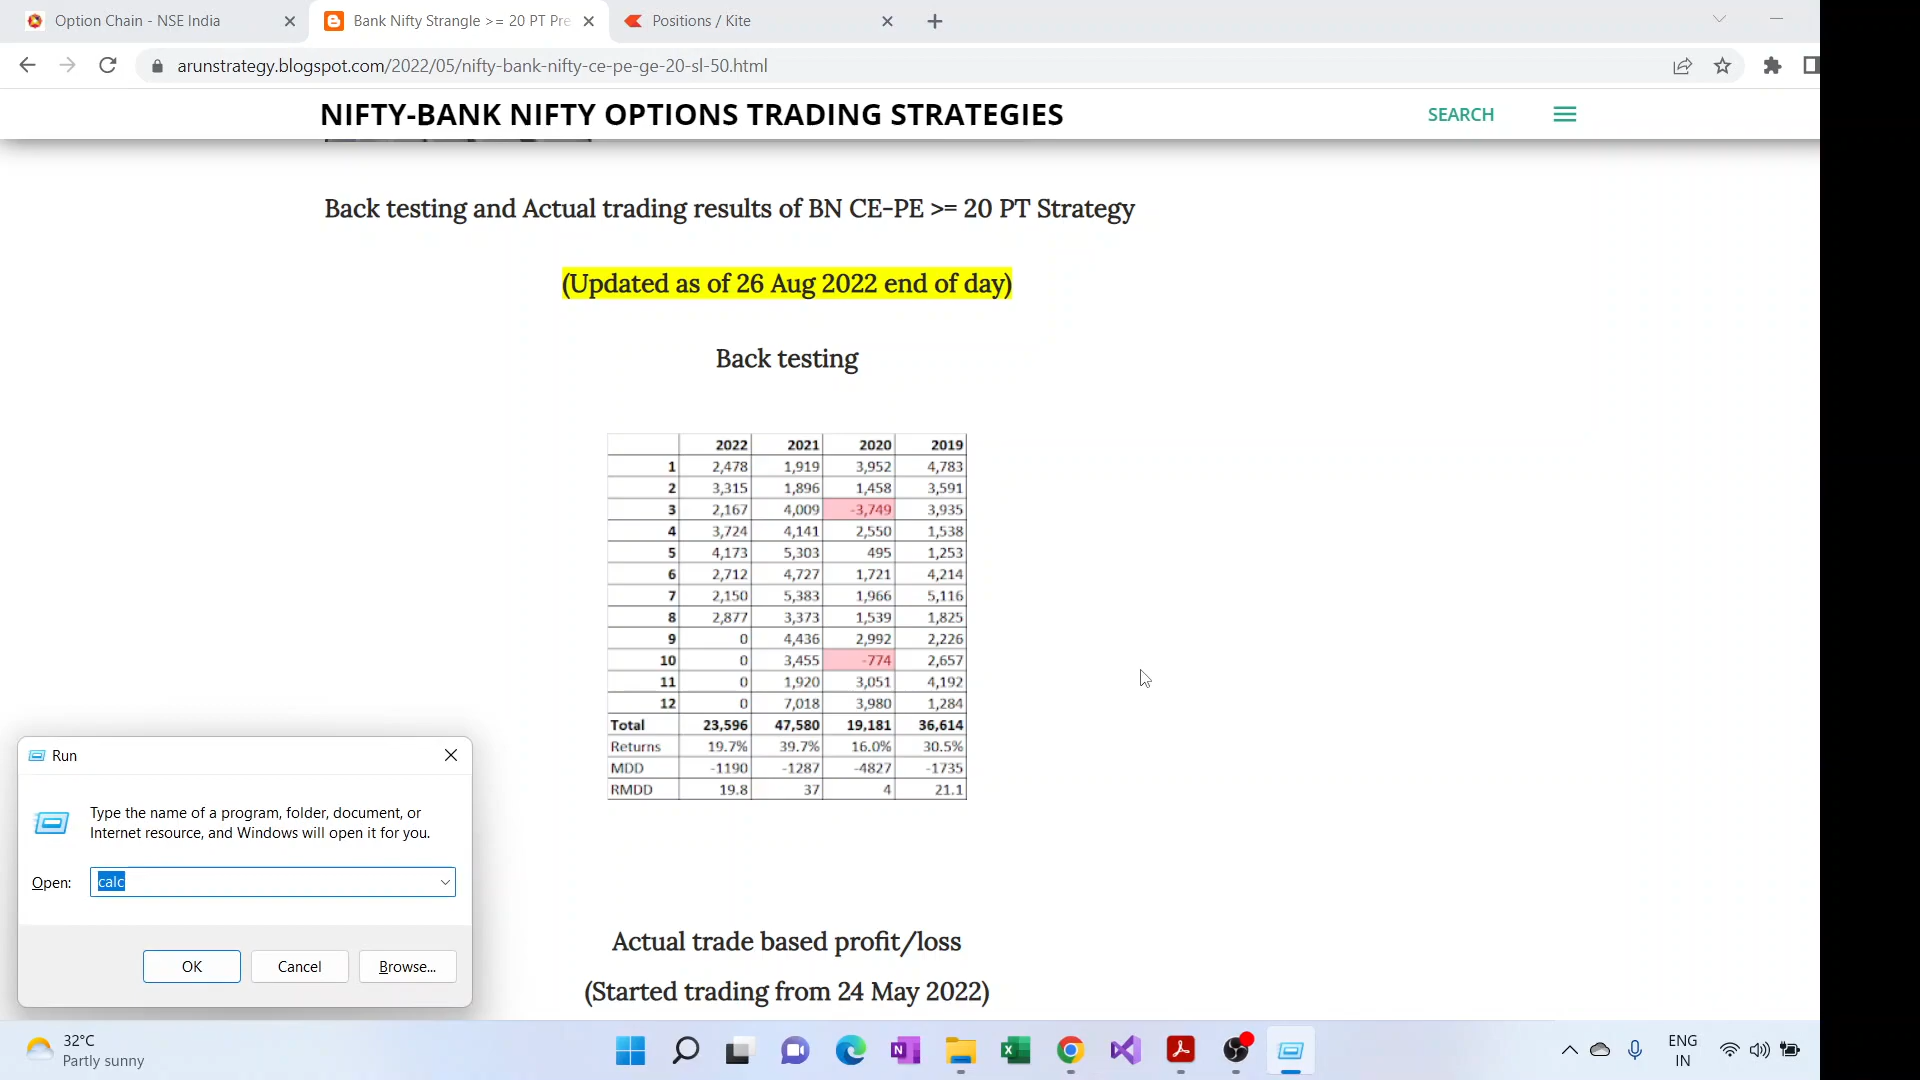 Option Chain - NSE India
Bank Nifty Strangle >= 20 PT Pre
Positions / Kite
arunstrategy.blogspot.com/2022/05/nifty-bank-nifty-ce-pe-ge-20-sl-50.html
NIFTY-BANK NIFTY OPTIONS TRADING STRATEGIES
SEARCH
Back testing and Actual trading results of BN CE-PE >= 20 PT Strategy
(Updated as of 26 Aug 2022 end of day)
Back testing
2022 2021 2020 2019
1 2,478 1,919 3,952 4,783
2 3,315 1,896 1,458 3,591
3 2,167 4,009 -3,749 3,935
4 3,724 4,141 2,550 1,538
5 4,173 5,303 495 1,253
6 2,712 4,727 1,721 4,214
7 2,150 5,383 1,966 5,116
8 2,877 3,373 1,539 1,825
9 0 4,436 2,992 2,226
10 0 3,455 -774 2,657
11 0 1,920 3,051 4,192
12 0 7,018 3,980 1,284
Total 23,596 47,580 19,181 36,614
Returns 19.7% 39.7% 16.0% 30.5%
MDD -1190 -1287 -4827 -1735
RMDD 19.8 37 4 21.1
Actual trade based profit/loss
(Started trading from 24 May 2022)
Run
Type the name of a program, folder, document, or
Internet resource, and Windows will open it for you.
Open: calc
OK Cancel Browse...
32°C
Partly sunny
ENG
IN